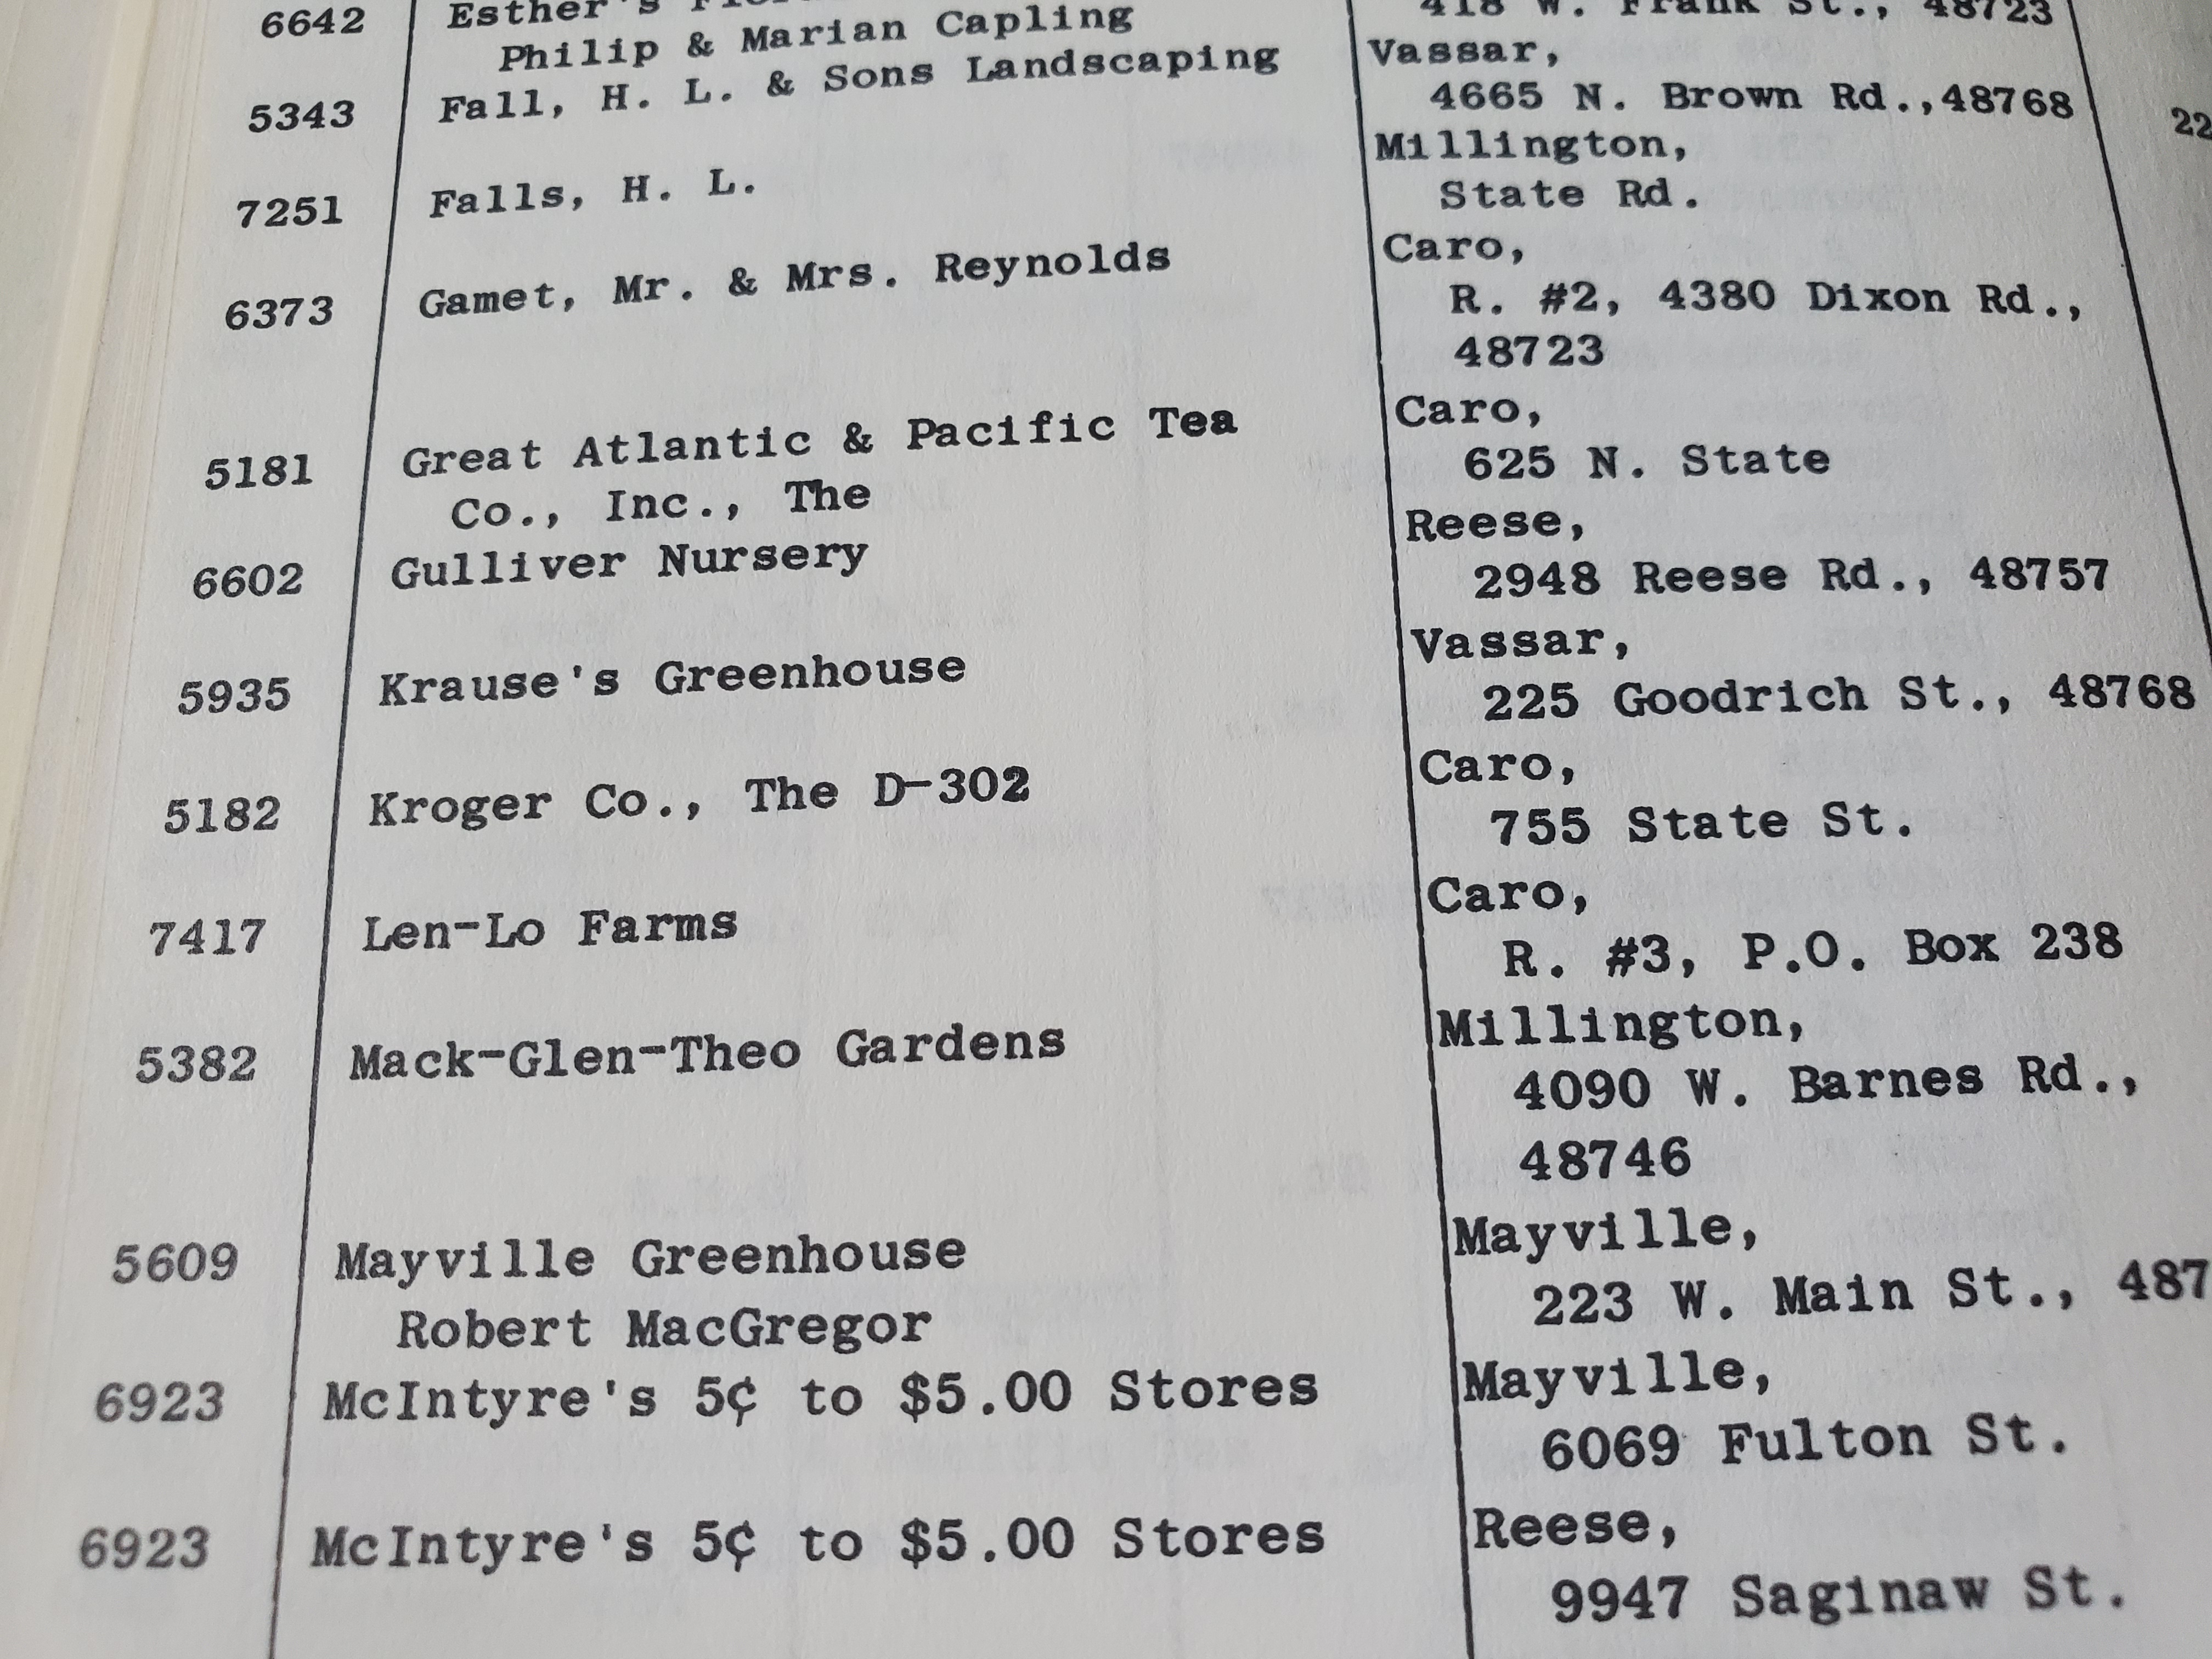 6642 Esther's 418 W. Frank St., 48723
Philip & Marian Capling Vassar,
5343 Fall, H. L. & Sons Landscaping 4665 N. Brown Rd.,48768 22
Millington,
7251 Falls, H. L. State Rd.
Caro,
6373 Gamet, Mr. & Mrs. Reynolds R. #2, 4380 Dixon Rd.,
48723
Caro,
5181 Great Atlantic & Pacific Tea 625 N. State
Co., Inc., The Reese,
6602 Gulliver Nursery 2948 Reese Rd., 48757
Vassar,
5935 Krause's Greenhouse 225 Goodrich St., 48768
Caro,
5182 Kroger Co., The D-302 755 State St.
Caro,
7417 Len-Lo Farms R. #3, P.O. Box 238
Millington,
5382 Mack-Glen-Theo Gardens 4090 W. Barnes Rd.,
48746
Mayville,
5609 Mayville Greenhouse 223 W. Main St., 487
Robert MacGregor Mayville,
6923 McIntyre's 5¢ to $5.00 Stores 6069 Fulton St.
Reese,
6923 McIntyre's 5¢ to $5.00 Stores 9947 Saginaw St.